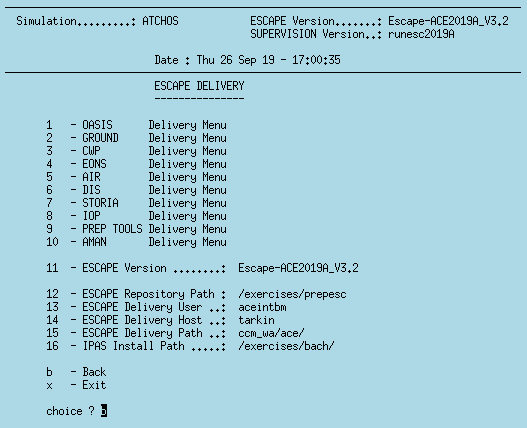 Simulation.........: ATCHOS ESCAPE Version.......: Escape-ACE2019A_V3.2
SUPERVISION Version..: runesc2019A
Date : Thu 26 Sep 19 - 17:00:35
ESCAPE DELIVERY
---------------
1 - OASIS Delivery Menu
2 - GROUND Delivery Menu
3 - CWP Delivery Menu
4 - EONS Delivery Menu
5 - AIR Delivery Menu
6 - DIS Delivery Menu
7 - STORIA Delivery Menu
8 - IOP Delivery Menu
9 - PREP TOOLS Delivery Menu
10 - AMAN Delivery Menu
11 - ESCAPE Version ........: Escape-ACE2019A_V3.2
12 - ESCAPE Repository Path : /exercises/prepesc
13 - ESCAPE Delivery User ..: aceintbm
14 - ESCAPE Delivery Host ..: tarkin
15 - ESCAPE Delivery Path ..: ccm_wa/ace/
16 - IPAS Install Path .....: /exercises/bach/
b - Back
x - Exit
choice ? b